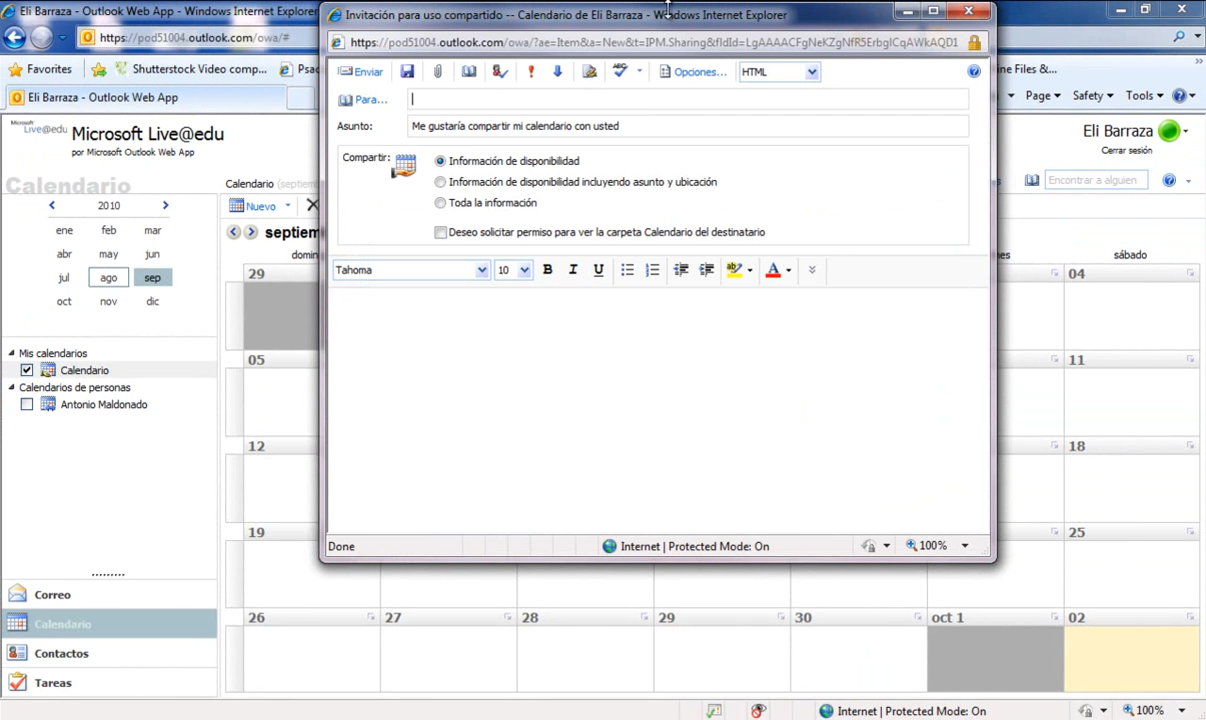 Eli Barraza - Outlook Web App - Windows Internet Explorer
Invitación para uso compartido -- Calendario de Eli Barraza - Windows Internet Explorer
https://pod51004.outlook.com/owa/#
https://pod51004.outlook.com/owa/?ae=Item&a=New&t=IPM.Sharing&fldId=LgAAAACFgNeKZgNfR5ErbgICqAWkAQD1
Favorites
Shutterstock Video comp...
Eli Barraza - Outlook Web App
Page
Safety
Tools
Enviar
Opciones...
HTML
Para...
Asunto:
Me gustaría compartir mi calendario con usted
Compartir:
Información de disponibilidad
Información de disponibilidad incluyendo asunto y ubicación
Toda la información
Deseo solicitar permiso para ver la carpeta Calendario del destinatario
Tahoma
10
B I U
Done
Internet | Protected Mode: On
100%
Microsoft Live@edu
Microsoft Live@edu
por Microsoft Outlook Web App
Eli Barraza
Cerrar sesión
Calendario
Calendario
Encontrar a alguien
2010
ene feb mar
abr may jun
jul ago sep
oct nov dic
Nuevo
sábado
29
04
05
11
12
18
19
25
26 27 28 29 30 oct 1 02
Mis calendarios
Calendario
Calendarios de personas
Antonio Maldonado
Correo
Calendario
Contactos
Tareas
Internet | Protected Mode: On
100%